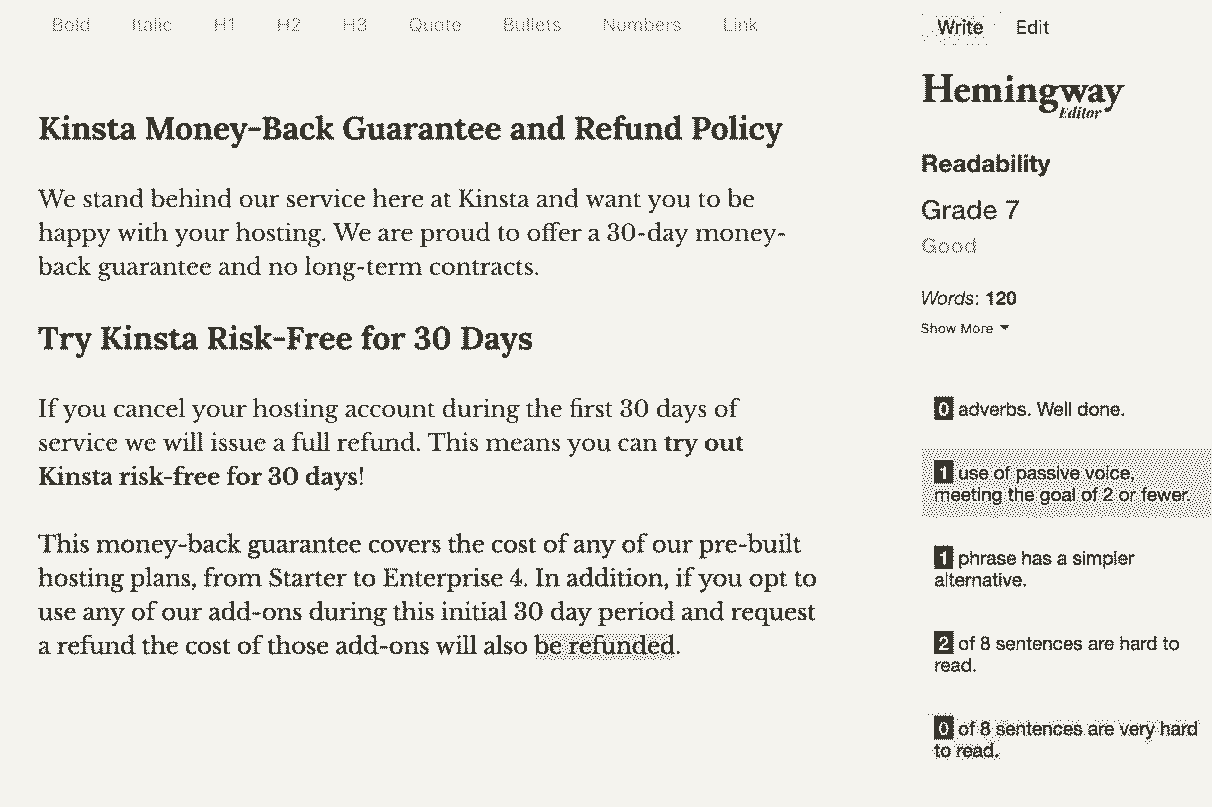 Bold Italic H1 H2 H3 Quote Bullets Numbers Link
Write Edit
Kinsta Money-Back Guarantee and Refund Policy
We stand behind our service here at Kinsta and want you to be
happy with your hosting. We are proud to offer a 30-day money-
back guarantee and no long-term contracts.
Try Kinsta Risk-Free for 30 Days
If you cancel your hosting account during the first 30 days of
service we will issue a full refund. This means you can try out
Kinsta risk-free for 30 days!
This money-back guarantee covers the cost of any of our pre-built
hosting plans, from Starter to Enterprise 4. In addition, if you opt to
use any of our add-ons during this initial 30 day period and request
a refund the cost of those add-ons will also be refunded.
Hemingway
Editor
Readability
Grade 7
Good
Words: 120
Show More
0 adverbs. Well done.
1 use of passive voice,
meeting the goal of 2 or fewer.
1 phrase has a simpler
alternative.
2 of 8 sentences are hard to
read.
0 of 8 sentences are very hard
to read.